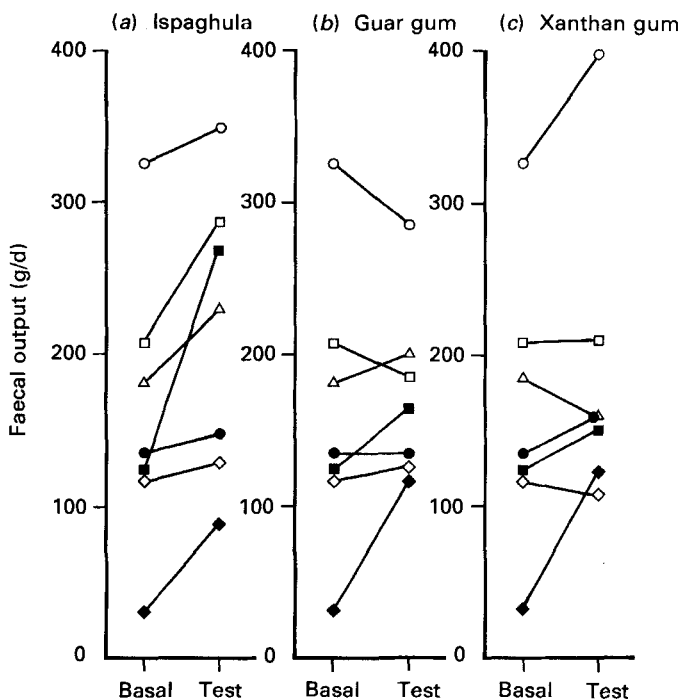 (a) Ispaghula
(b) Guar gum
(c) Xanthan gum
Faecal output (g/d)
400
300
200
100
0
Basal Test
400
300
200
100
0
Basal Test
400
300
200
100
0
Basal Test